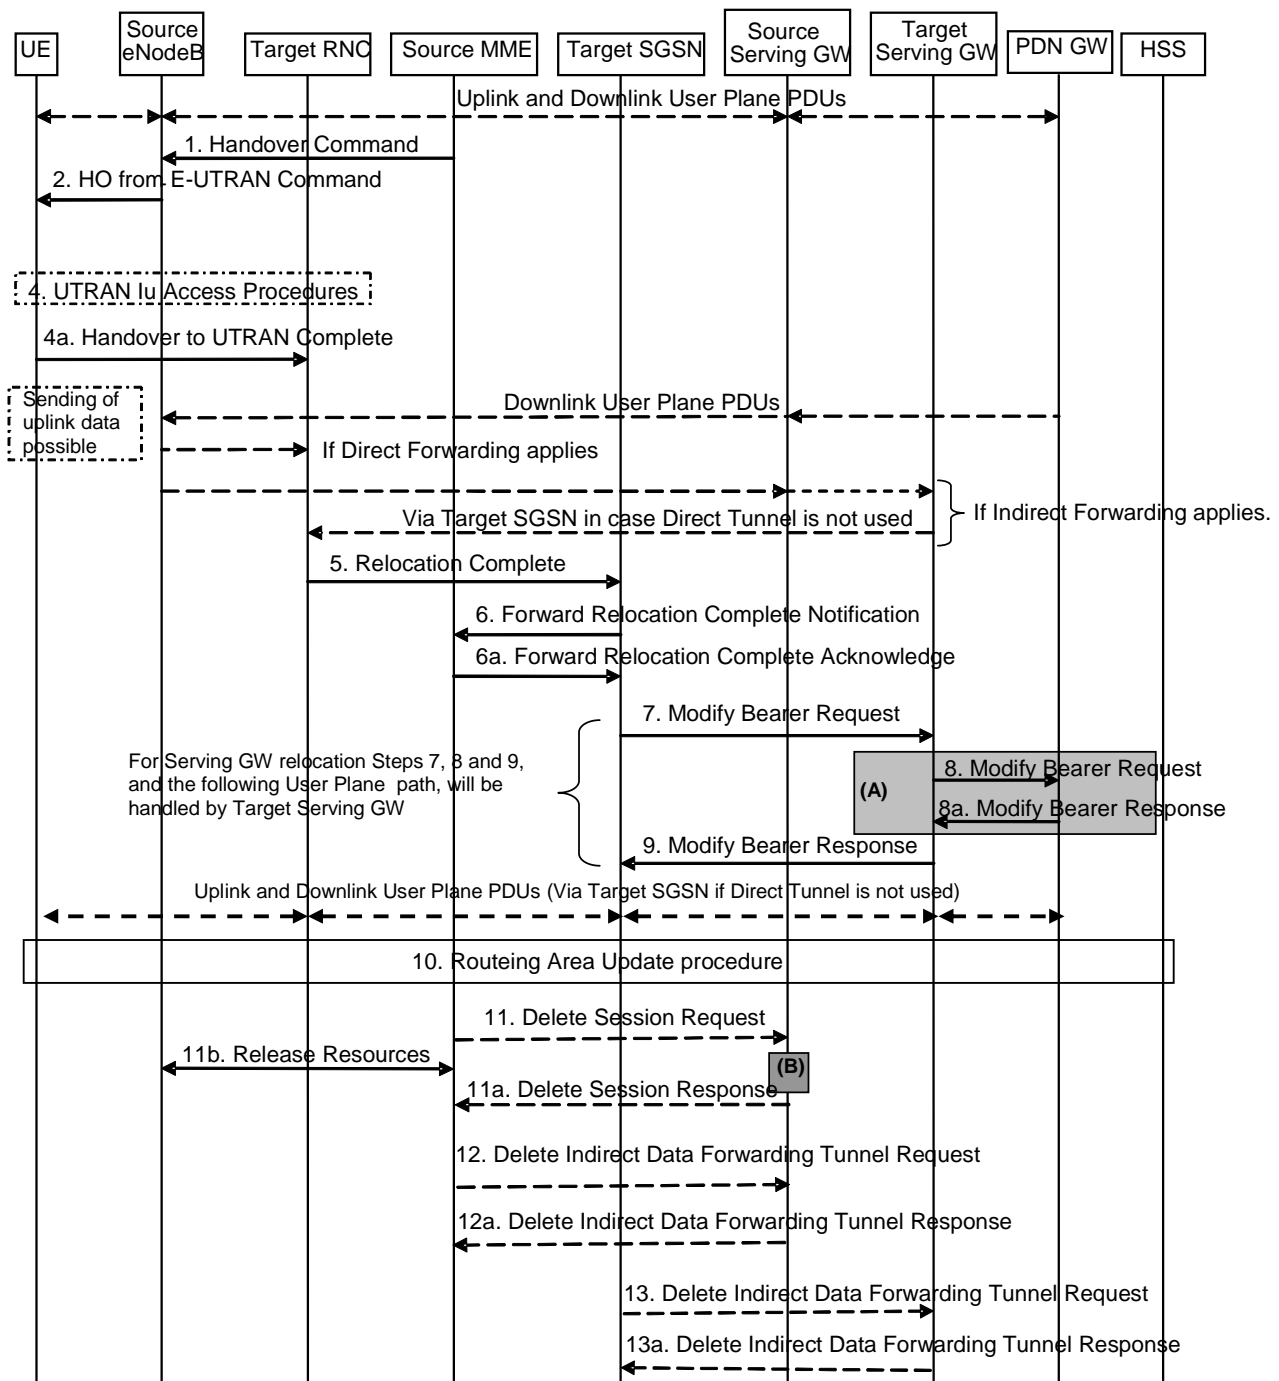 UE
Source
eNodeB
Target RNC
Source MME
Target SGSN
Source
Serving GW
Target
Serving GW
PDN GW
HSS
Uplink and Downlink User Plane PDUs
1. Handover Command
2. HO from E-UTRAN Command
4. UTRAN Iu Access Procedures
4a. Handover to UTRAN Complete
Sending of
uplink data
possible
Downlink User Plane PDUs
If Direct Forwarding applies
Via Target SGSN in case Direct Tunnel is not used
If Indirect Forwarding applies.
5. Relocation Complete
6. Forward Relocation Complete Notification
6a. Forward Relocation Complete Acknowledge
7. Modify Bearer Request
For Serving GW relocation Steps 7, 8 and 9,
and the following User Plane path, will be
handled by Target Serving GW
(A)
8. Modify Bearer Request
8a. Modify Bearer Response
9. Modify Bearer Response
Uplink and Downlink User Plane PDUs (Via Target SGSN if Direct Tunnel is not used)
10. Routeing Area Update procedure
11. Delete Session Request
11b. Release Resources
(B)
11a. Delete Session Response
12. Delete Indirect Data Forwarding Tunnel Request
12a. Delete Indirect Data Forwarding Tunnel Response
13. Delete Indirect Data Forwarding Tunnel Request
13a. Delete Indirect Data Forwarding Tunnel Response